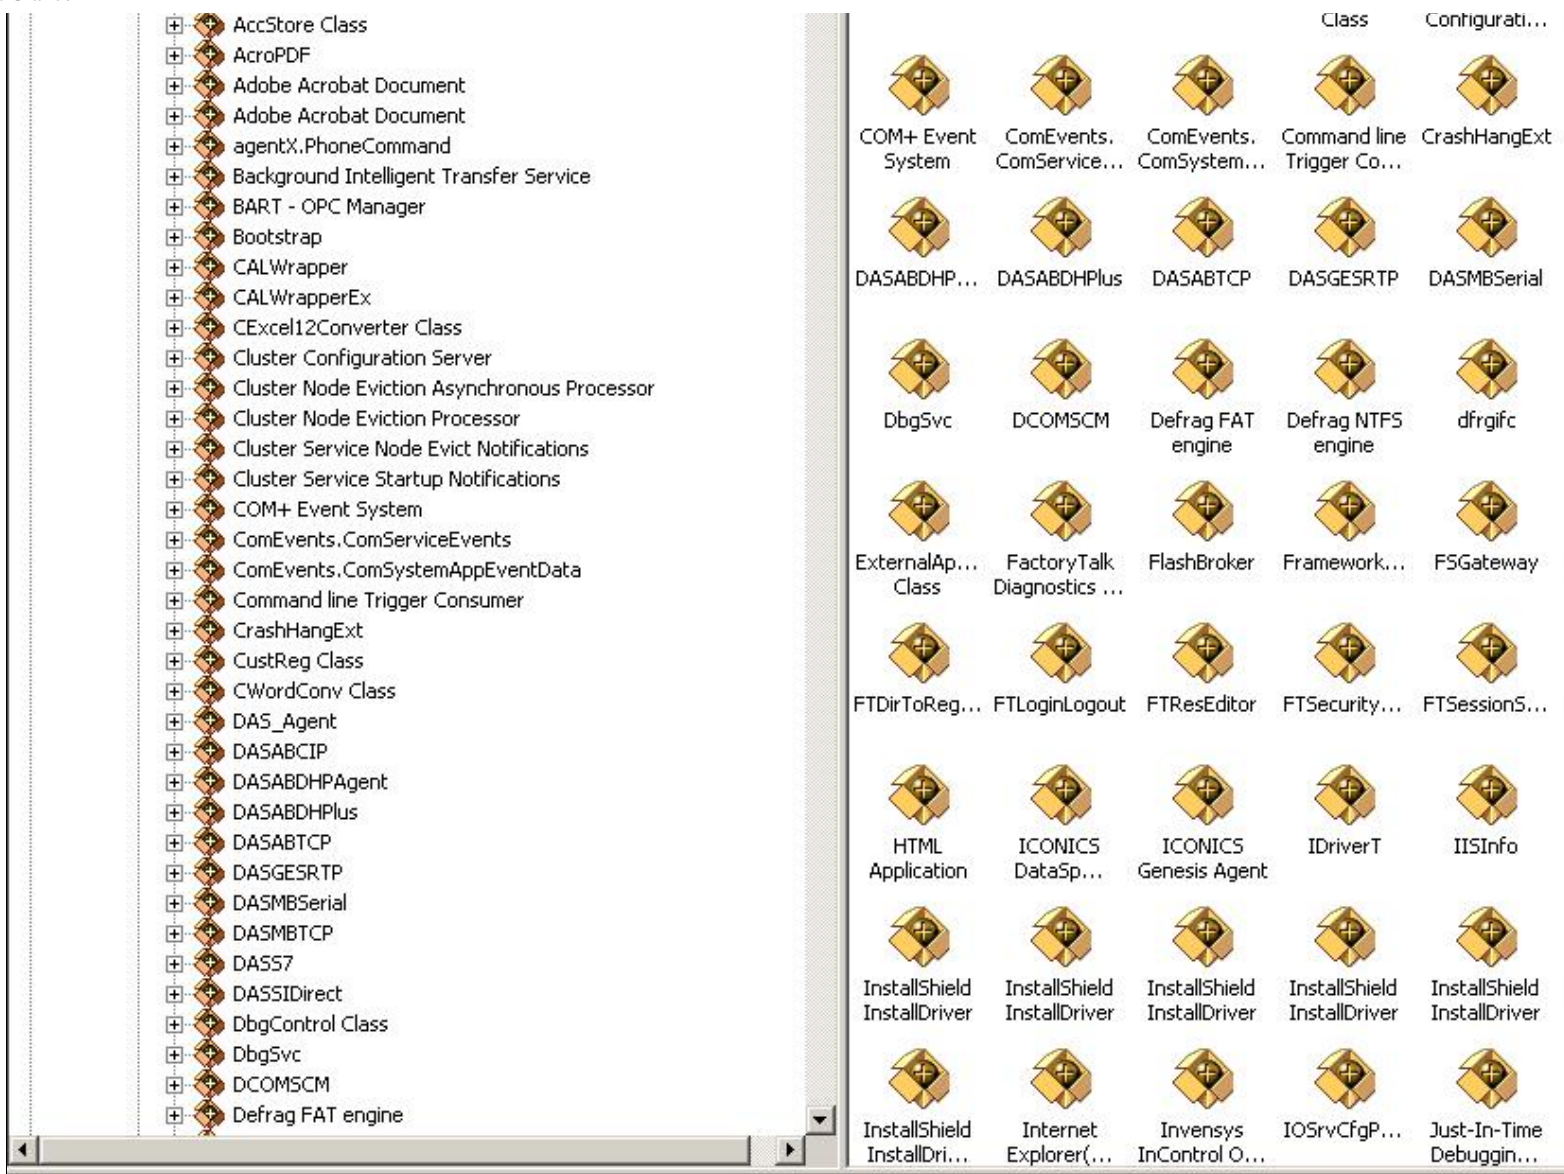 AccStore Class
AcroPDF
Adobe Acrobat Document
Adobe Acrobat Document
agentX.PhoneCommand
Background Intelligent Transfer Service
BART - OPC Manager
Bootstrap
CALWrapper
CALWrapperEx
CExcel12Converter Class
Cluster Configuration Server
Cluster Node Eviction Asynchronous Processor
Cluster Node Eviction Processor
Cluster Service Node Evict Notifications
Cluster Service Startup Notifications
COM+ Event System
ComEvents.ComServiceEvents
ComEvents.ComSystemAppEventData
Command line Trigger Consumer
CrashHangExt
CustReg Class
CWordConv Class
DAS_Agent
DASABCIP
DASABDHPAgent
DASABDHPlus
DASABTCP
DASGESRTP
DASMBSerial
DASMBTCP
DASS7
DASSIDirect
DbgControl Class
DbgSvc
DCOMSCM
Defrag FAT engine
Class Configurati...
COM+ Event ComEvents. ComEvents. Command line CrashHangExt
System ComService... ComSystem... Trigger Co...
DASABDHP... DASABDHPlus DASABTCP DASGESRTP DASMBSerial
DbgSvc DCOMSCM Defrag FAT Defrag NTFS dfrgifc
engine engine
ExternalAp... FactoryTalk FlashBroker Framework... FSGateway
Class Diagnostics ...
FTDirToReg... FTLoginLogout FTResEditor FTSecurity... FTSessionS...
HTML ICONICS ICONICS IDriverT IISInfo
Application DataSp... Genesis Agent
InstallShield InstallShield InstallShield InstallShield InstallShield
InstallDriver InstallDriver InstallDriver InstallDriver InstallDriver
InstallShield Internet Invensys IOSrvCfgP... Just-In-Time
InstallDri... Explorer(... InControl O... Debuggin...